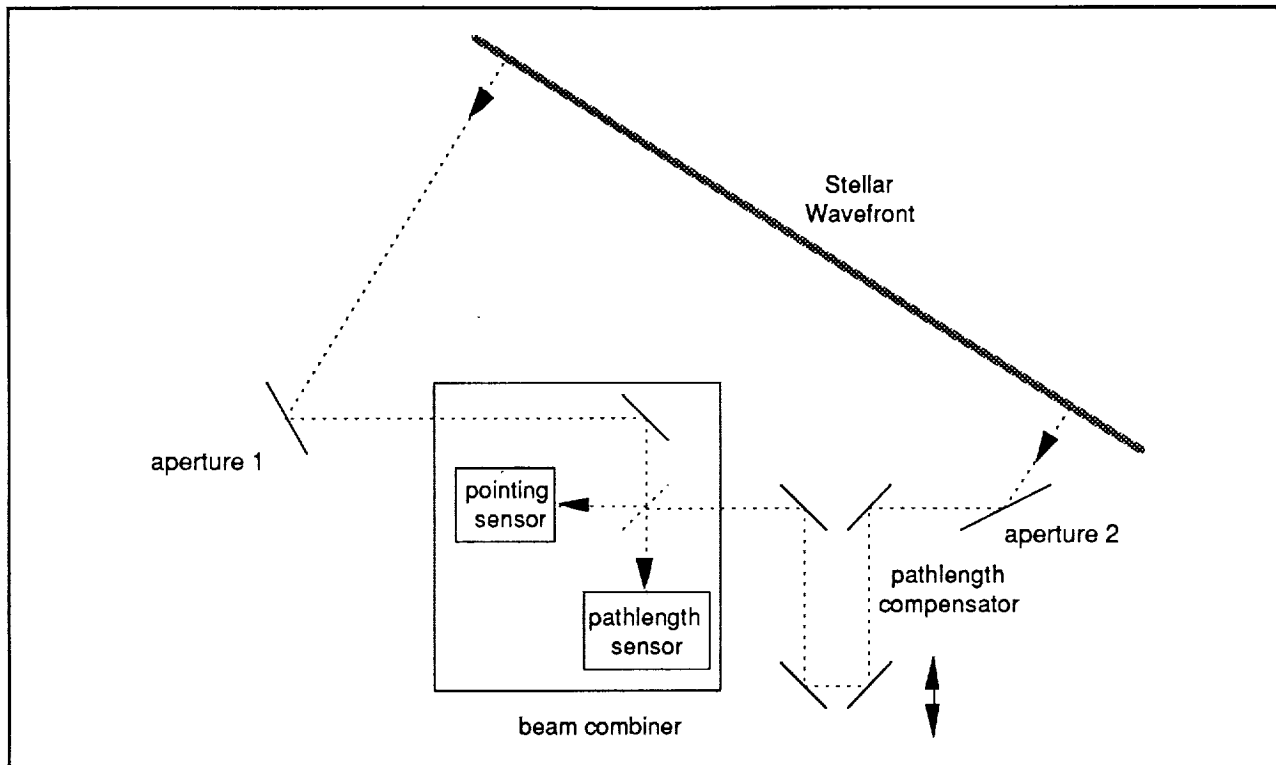 Stellar
Wavefront
aperture 1
pointing
sensor
aperture 2
pathlength
compensator
pathlength
sensor
beam combiner